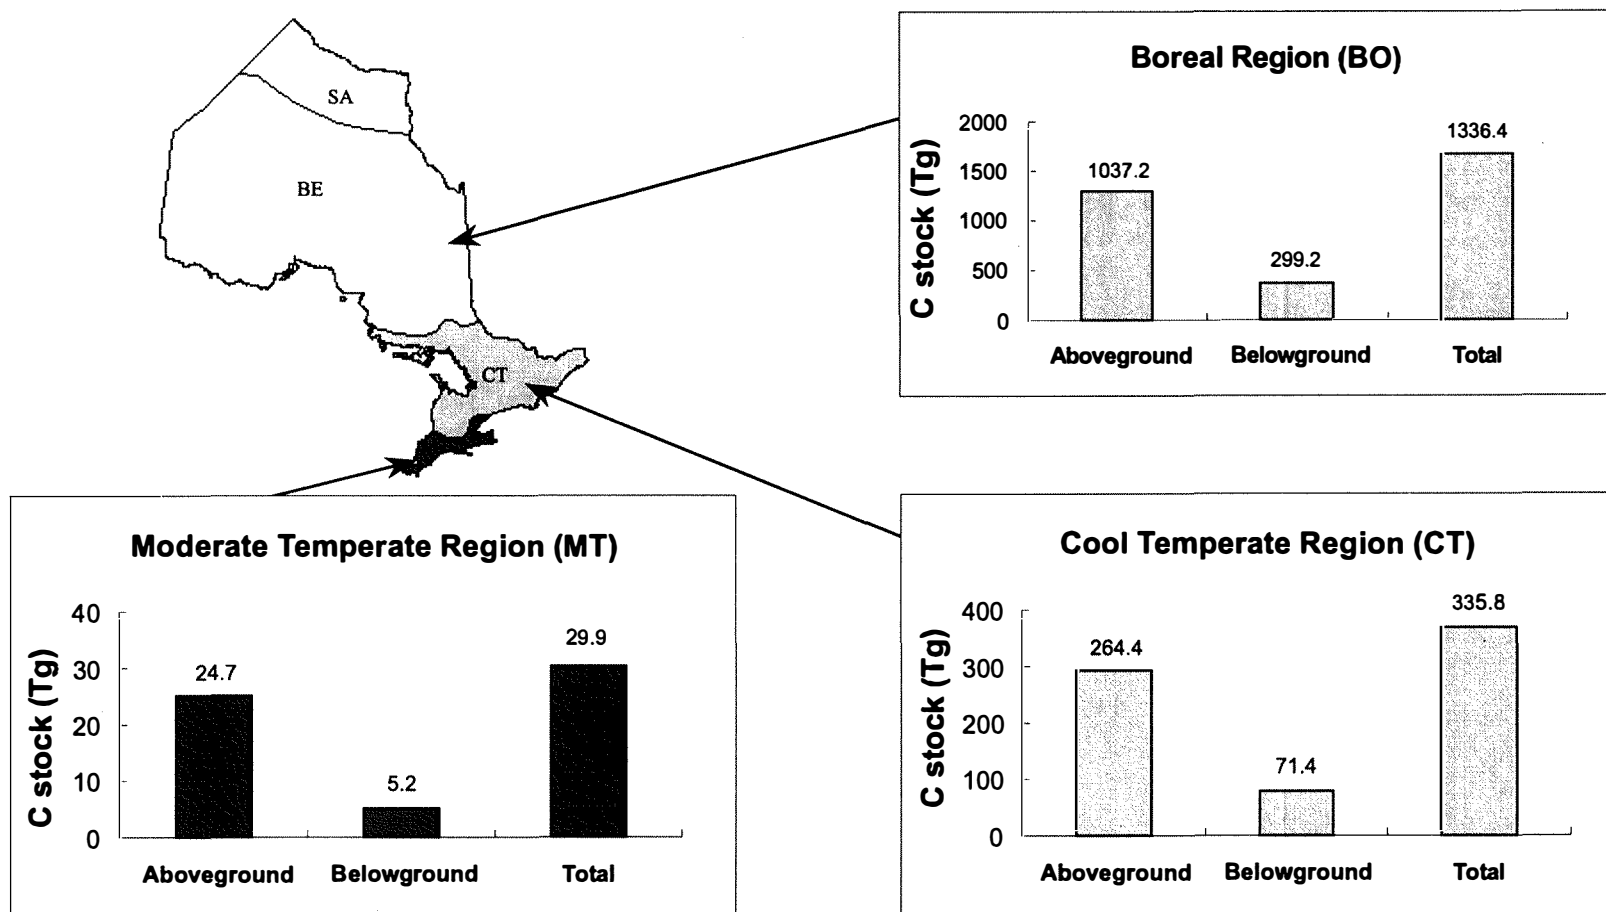 SA
BE
CT
Boreal Region (BO)
C stock (Tg)
2000
1500
1000
500
0
1037.2
299.2
1336.4
Aboveground Belowground Total
Moderate Temperate Region (MT)
C stock (Tg)
40
30
20
10
0
24.7
5.2
29.9
Aboveground Belowground Total
Cool Temperate Region (CT)
C stock (Tg)
400
300
200
100
0
264.4
71.4
335.8
Aboveground Belowground Total